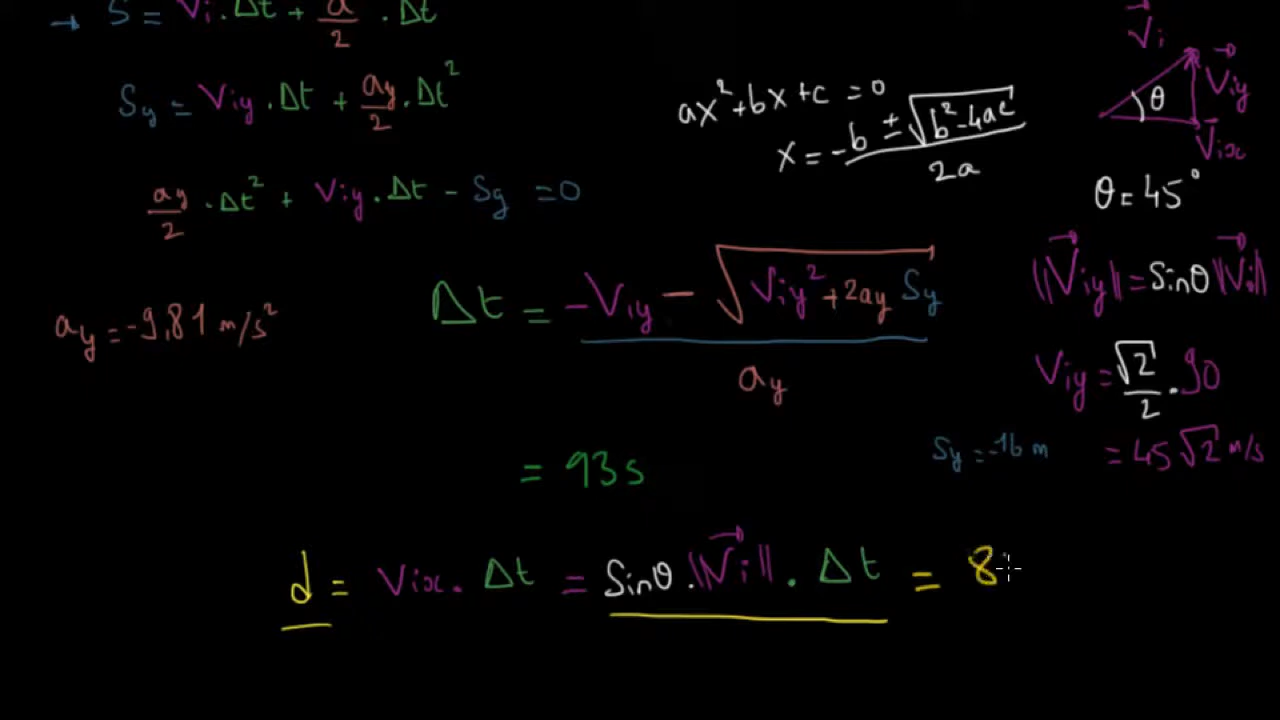 → S = Vi . Δt + a/2 . Δt
Sy = Viy . Δt + ay/2 . Δt²
ay/2 . Δt² + Viy . Δt - Sy = 0
ay = -9,81 m/s²
ax² + bx + c = 0
x = -b ± √(b² - 4ac) / 2a
Δt = -Viy - √(Viy² + 2ay Sy) / ay
= 93 s
d = Vix . Δt = Sinθ . ||Vi|| . Δt = 8
Vi
Viy
θ
Vix
θ = 45°
||Viy|| = Sinθ ||Vi||
Viy = √2/2 . 90
= 45 √2 m/s
Sy = -16 m